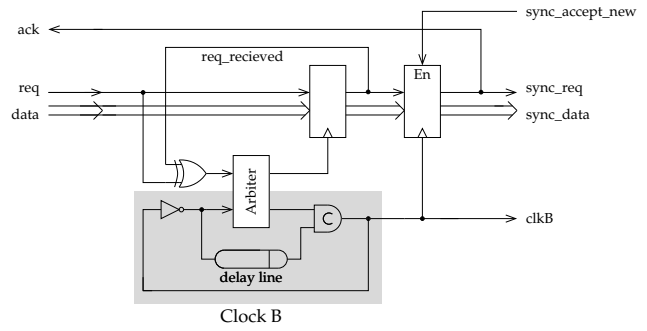 sync_accept_new
ack
req_recieved
En
req
sync_req
data
sync_data
Arbiter
C
clkB
delay line
Clock B